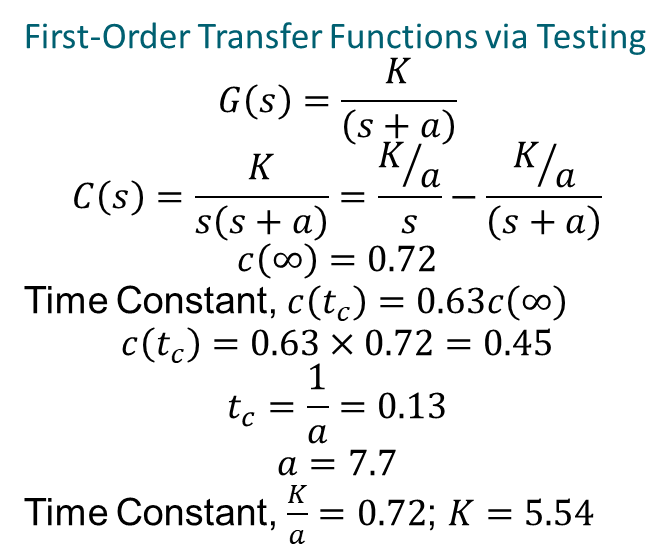 First-Order Transfer Functions via Testing
G(s) = K/(s + a)
C(s) = K/s(s + a) = (K/a)/s − (K/a)/(s + a)
c(∞) = 0.72
Time Constant, c(t_c) = 0.63c(∞)
c(t_c) = 0.63 × 0.72 = 0.45
t_c = 1/a = 0.13
a = 7.7
Time Constant, K/a = 0.72; K = 5.54